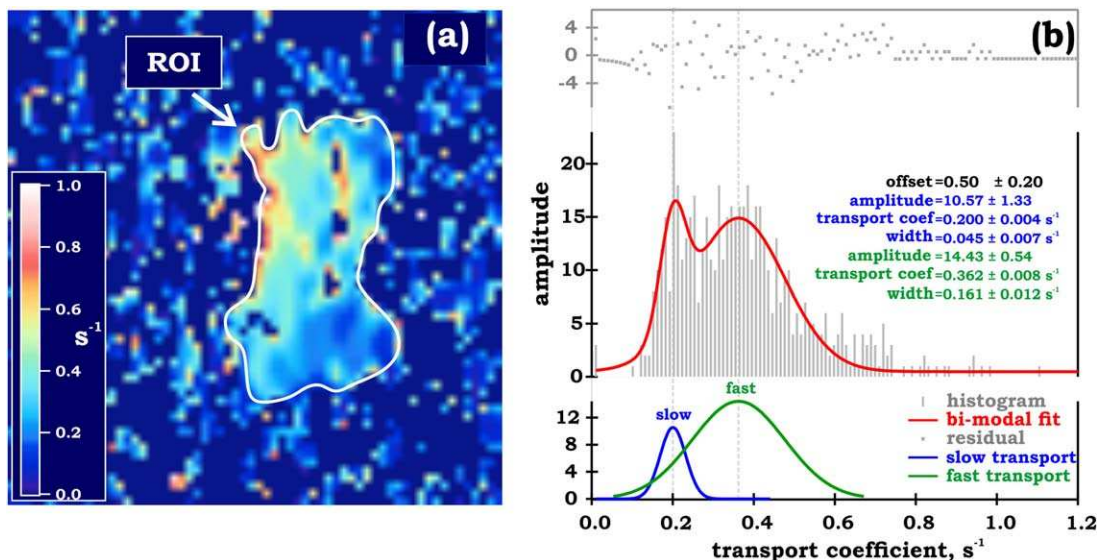 (a)
ROI
1.0
0.8
0.6
s⁻¹
0.4
0.2
0.0
(b)
4
0
-4
amplitude
20
15
10
5
0
offset=0.50 ± 0.20
amplitude=10.57 ± 1.33
transport coef=0.200 ± 0.004 s⁻¹
width=0.045 ± 0.007 s⁻¹
amplitude=14.43 ± 0.54
transport coef=0.362 ± 0.008 s⁻¹
width=0.161 ± 0.012 s⁻¹
12
8
4
0
slow
fast
histogram
bi-modal fit
residual
slow transport
fast transport
0.0 0.2 0.4 0.6 0.8 1.0 1.2
transport coefficient, s⁻¹